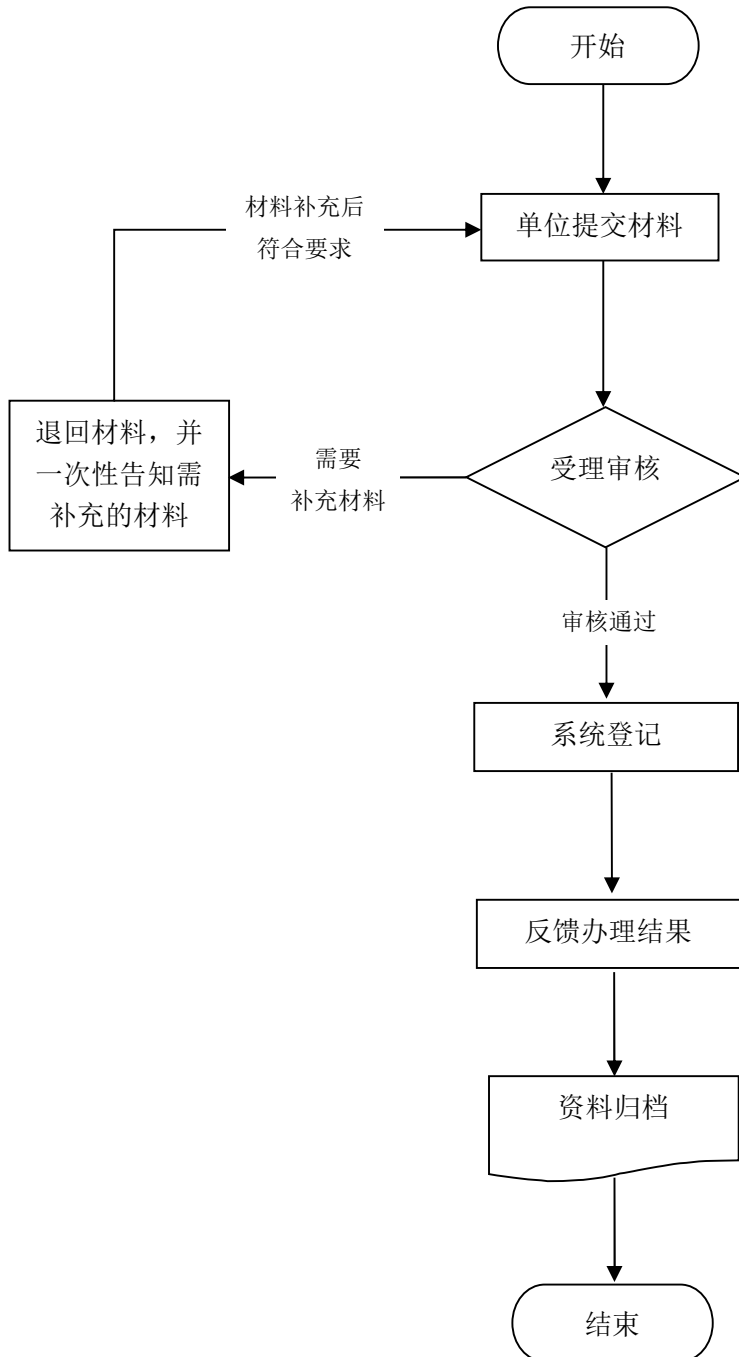 开始
材料补充后
符合要求
单位提交材料
退回材料，并
一次性告知需
补充的材料
需要
补充材料
受理审核
审核通过
系统登记
反馈办理结果
资料归档
结束